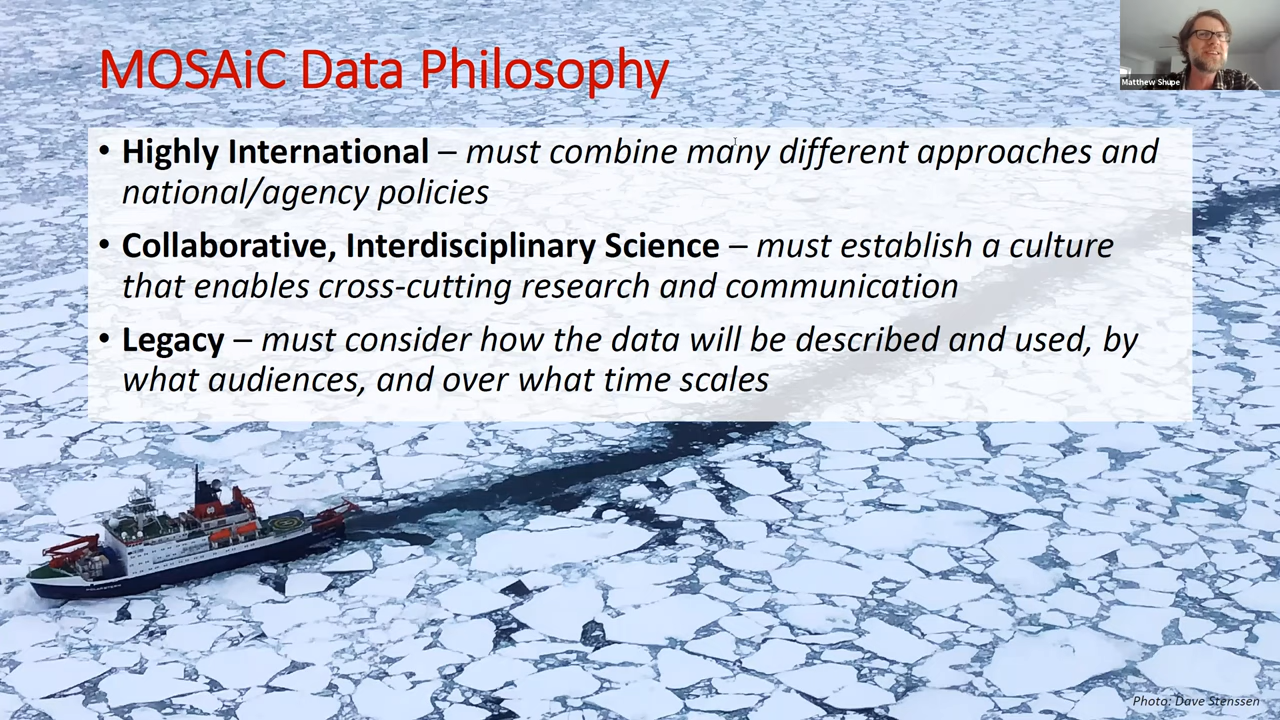 MOSAiC Data Philosophy
Matthew Shupe
• Highly International – must combine many different approaches and
national/agency policies
• Collaborative, Interdisciplinary Science – must establish a culture
that enables cross-cutting research and communication
• Legacy – must consider how the data will be described and used, by
what audiences, and over what time scales
POLARSTERN
Photo: Dave Stenssen